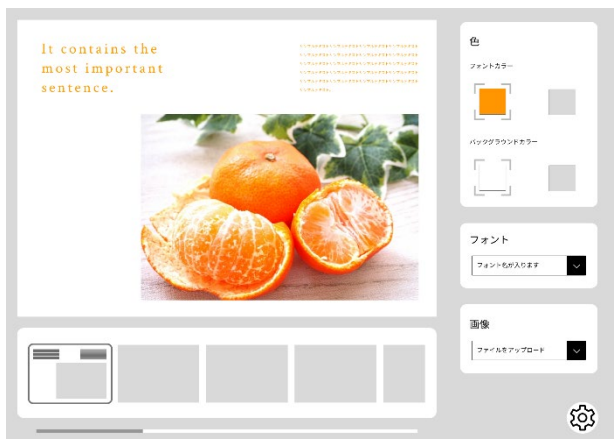 It contains the
most important
sentence.
色
フォントカラー
バックグラウンドカラー
フォント
フォント名が入ります
画像
ファイルをアップロード